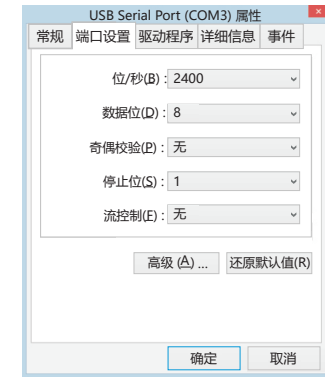 USB Serial Port (COM3) 属性
常规 端口设置 驱动程序 详细信息 事件
位/秒(B) : 2400
数据位(D) : 8
奇偶校验(P) : 无
停止位(S) : 1
流控制(F) : 无
高级 (A) ... 还原默认值(R)
确定 取消